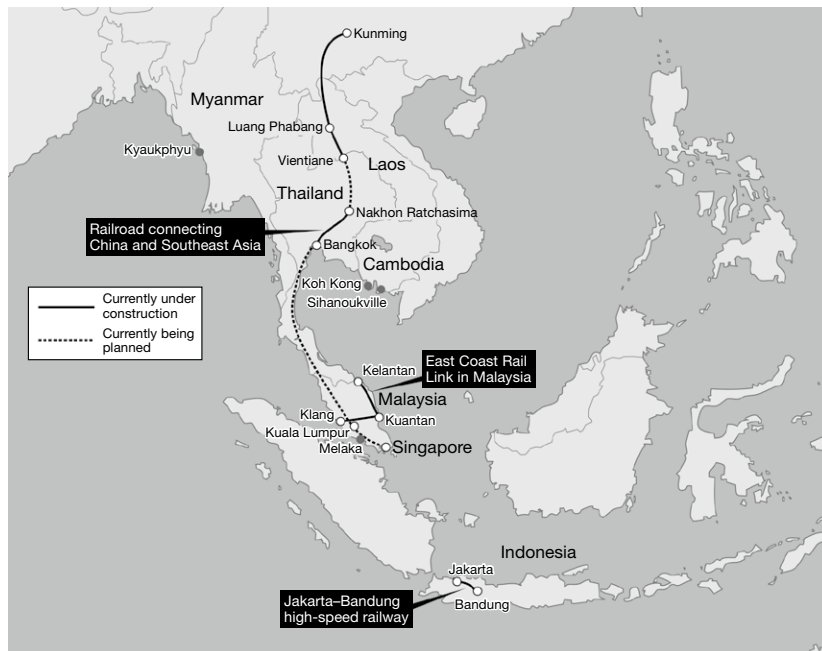 Kunming
Myanmar
Luang Phabang
Kyaukphyu
Vientiane
Laos
Thailand
Nakhon Ratchasima
Railroad connecting
China and Southeast Asia
Bangkok
Cambodia
Koh Kong
Sihanoukville
Currently under
construction
Currently being
planned
East Coast Rail
Link in Malaysia
Kelantan
Malaysia
Klang
Kuantan
Kuala Lumpur
Melaka
Singapore
Indonesia
Jakarta
Jakarta–Bandung
high-speed railway
Bandung